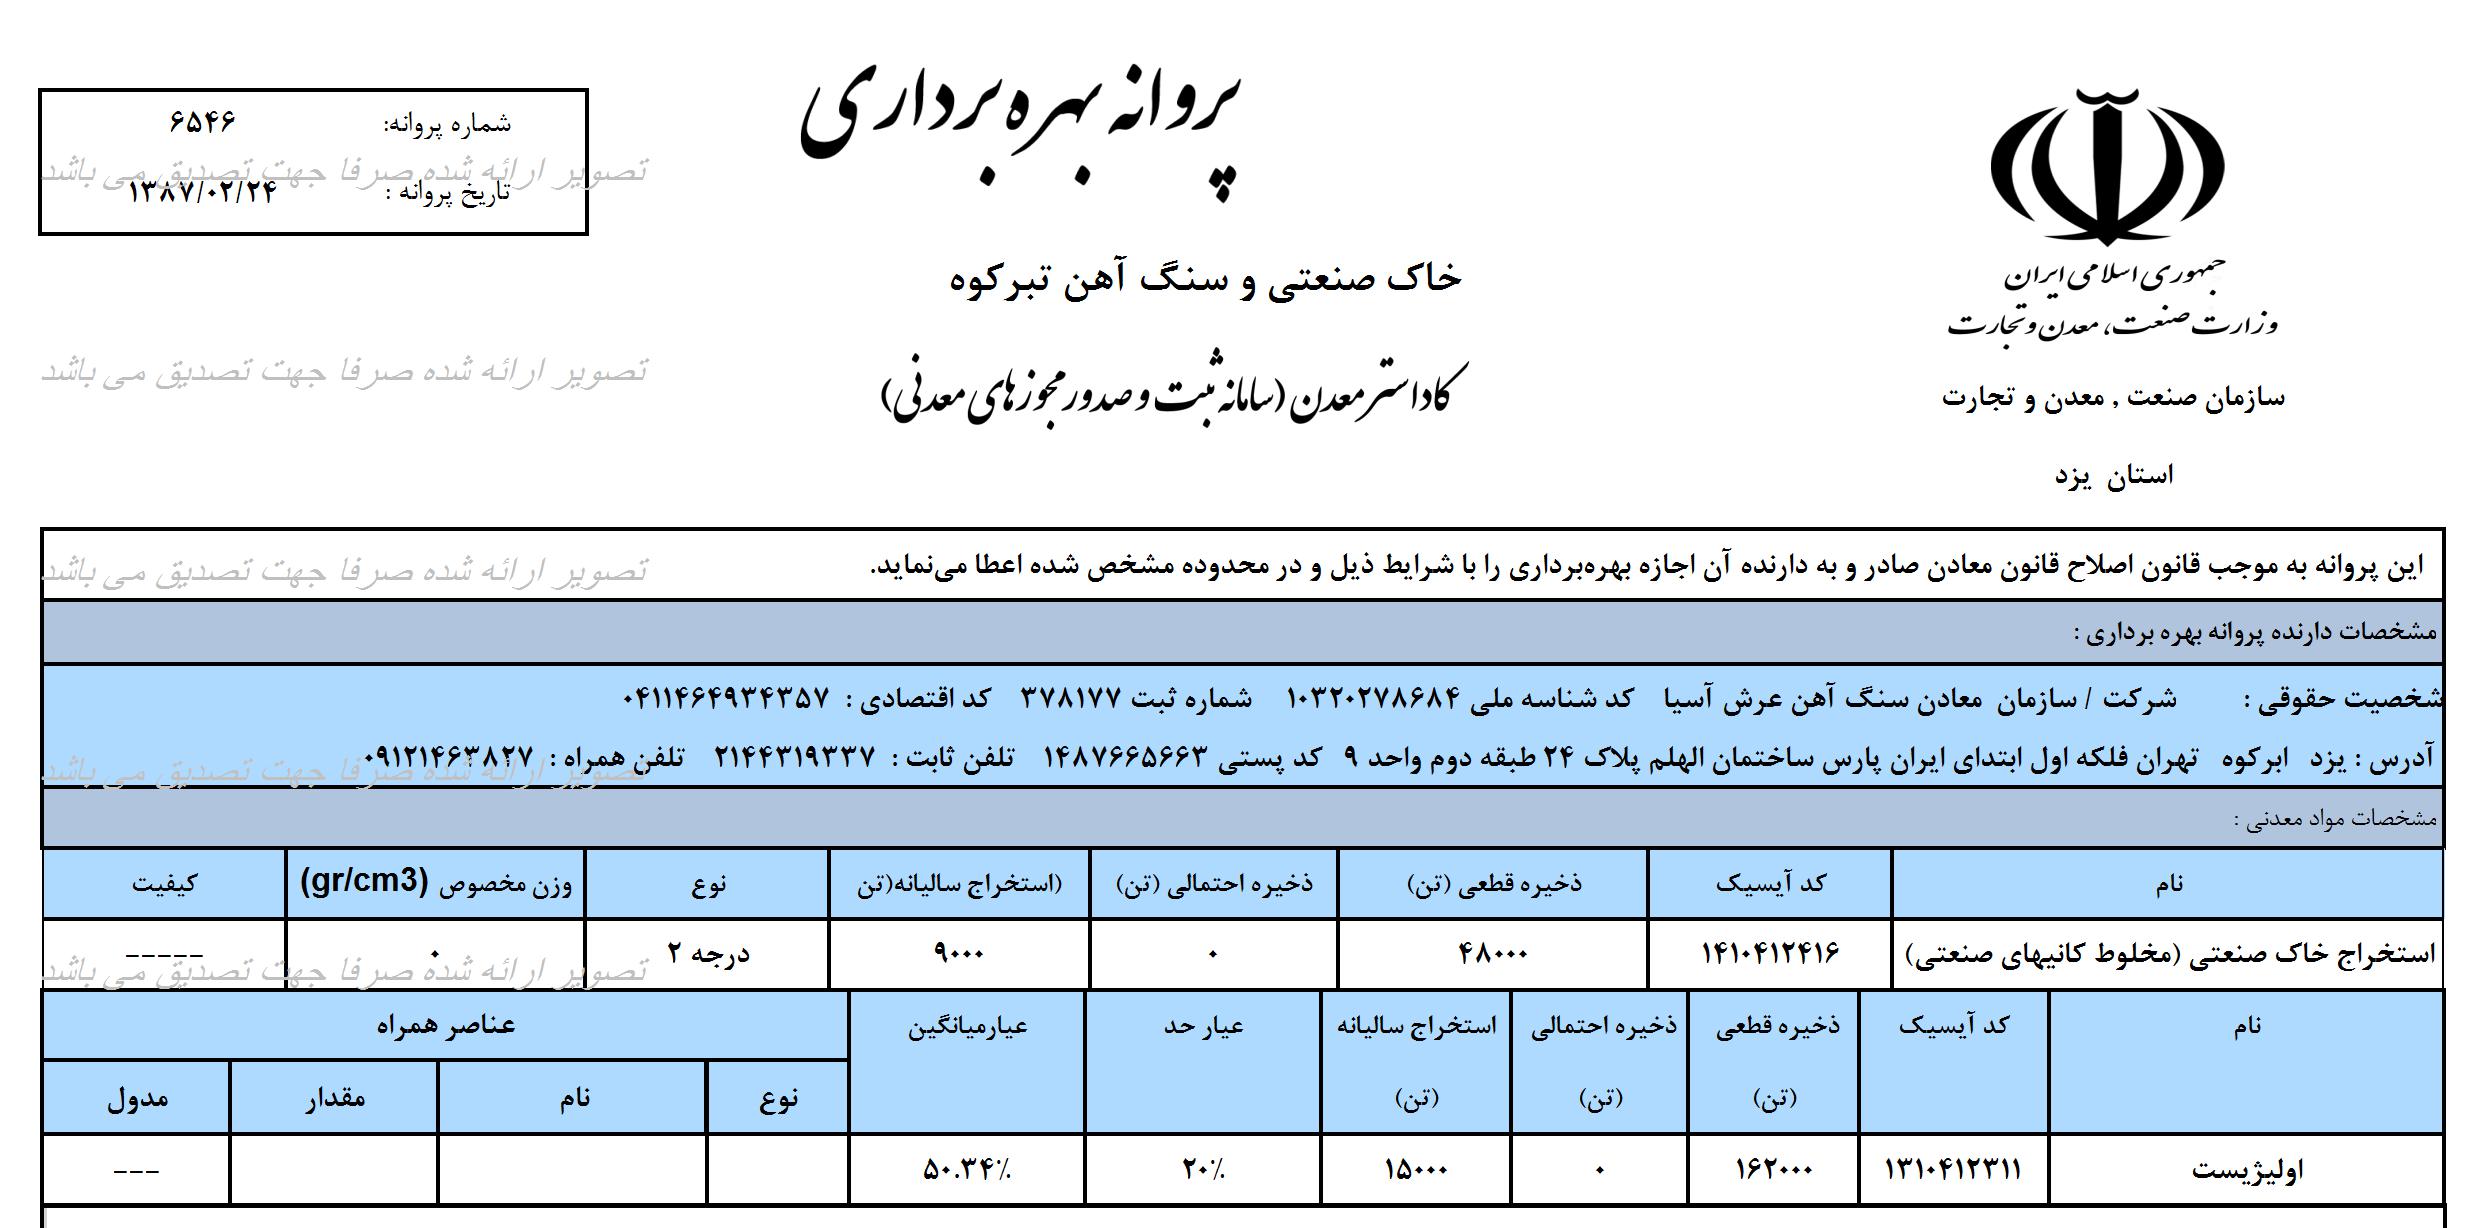 پروانه بهره برداری
شماره پروانه: ۶۵۴۶
تصویر ارائه شده صرفا جهت تصدیق می باشد
تاریخ پروانه : ۱۳۸۷/۰۲/۲۴
جمهوری اسلامی ایران
خاک صنعتی و سنگ آهن تبرکوه
وزارت صنعت، معدن و تجارت
کاداستر معدن (سامانه ثبت و صدور مجوزهای معدنی)
تصویر ارائه شده صرفا جهت تصدیق می باشد
سازمان صنعت , معدن و تجارت
استان یزد
این پروانه به موجب قانون اصلاح قانون معادن صادر و به دارنده آن اجازه بهره‌برداری را با شرایط ذیل و در محدوده مشخص شده اعطا می‌نماید.
تصویر ارائه شده صرفا جهت تصدیق می باشد
مشخصات دارنده پروانه بهره برداری :
شخصیت حقوقی : شرکت / سازمان معادن سنگ آهن عرش آسیا کد شناسه ملی ۱۰۳۲۰۲۷۸۶۸۴ شماره ثبت ۳۷۸۱۷۷ کد اقتصادی : ۰۴۱۱۴۶۴۹۳۴۳۵۷
آدرس : یزد ابرکوه تهران فلکه اول ابتدای ایران پارس ساختمان الهلم پلاک ۲۴ طبقه دوم واحد ۹ کد پستی ۱۴۸۷۶۶۵۶۶۳ تلفن ثابت : ۲۱۴۴۳۱۹۳۳۷ تلفن همراه : ۰۹۱۲۱۴۶۳۸۲۷
تصویر ارائه شده صرفا جهت تصدیق می باشد
مشخصات مواد معدنی :
نام کد آیسیک ذخیره قطعی (تن) ذخیره احتمالی (تن) (استخراج سالیانه(تن نوع وزن مخصوص (gr/cm3) کیفیت
استخراج خاک صنعتی (مخلوط کانیهای صنعتی) ۱۴۱۰۴۱۲۴۱۶ ۴۸۰۰۰ ۰ ۹۰۰۰ درجه ۲ ۰ -----
تصویر ارائه شده صرفا جهت تصدیق می باشد
نام کد آیسیک ذخیره قطعی ذخیره احتمالی استخراج سالیانه عیار حد عیارمیانگین عناصر همراه
(تن) (تن) (تن) نوع نام مقدار مدول
اولیژیست ۱۳۱۰۴۱۲۳۱۱ ۱۶۲۰۰۰ ۰ ۱۵۰۰۰ ۲۰٪ ۵۰.۳۴٪ ---